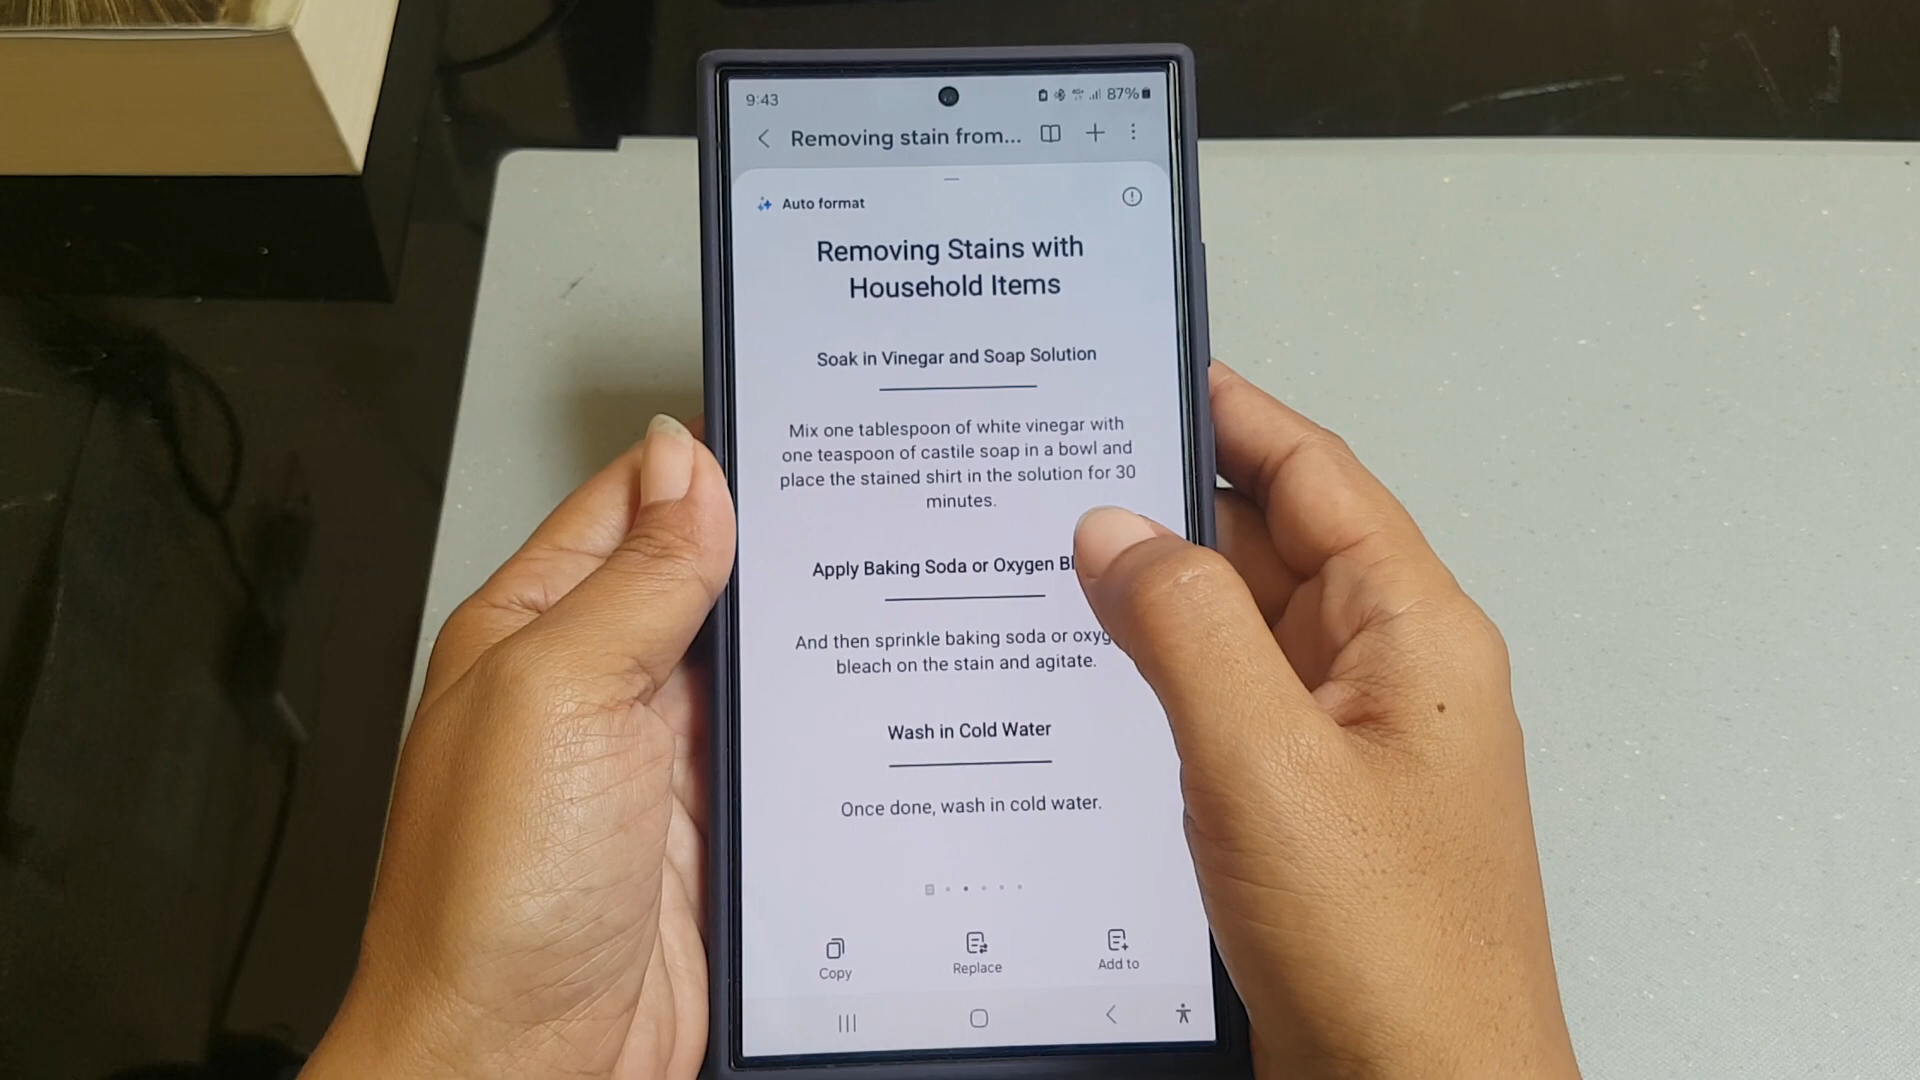 9:43
87%
Removing stain from...
Auto format
Removing Stains with
Household Items
Soak in Vinegar and Soap Solution
Mix one tablespoon of white vinegar with
one teaspoon of castile soap in a bowl and
place the stained shirt in the solution for 30
minutes.
Apply Baking Soda or Oxygen
And then sprinkle baking soda or
bleach on the stain and agitate.
Wash in Cold Water
Once done, wash in cold water.
Copy
Replace
Add to